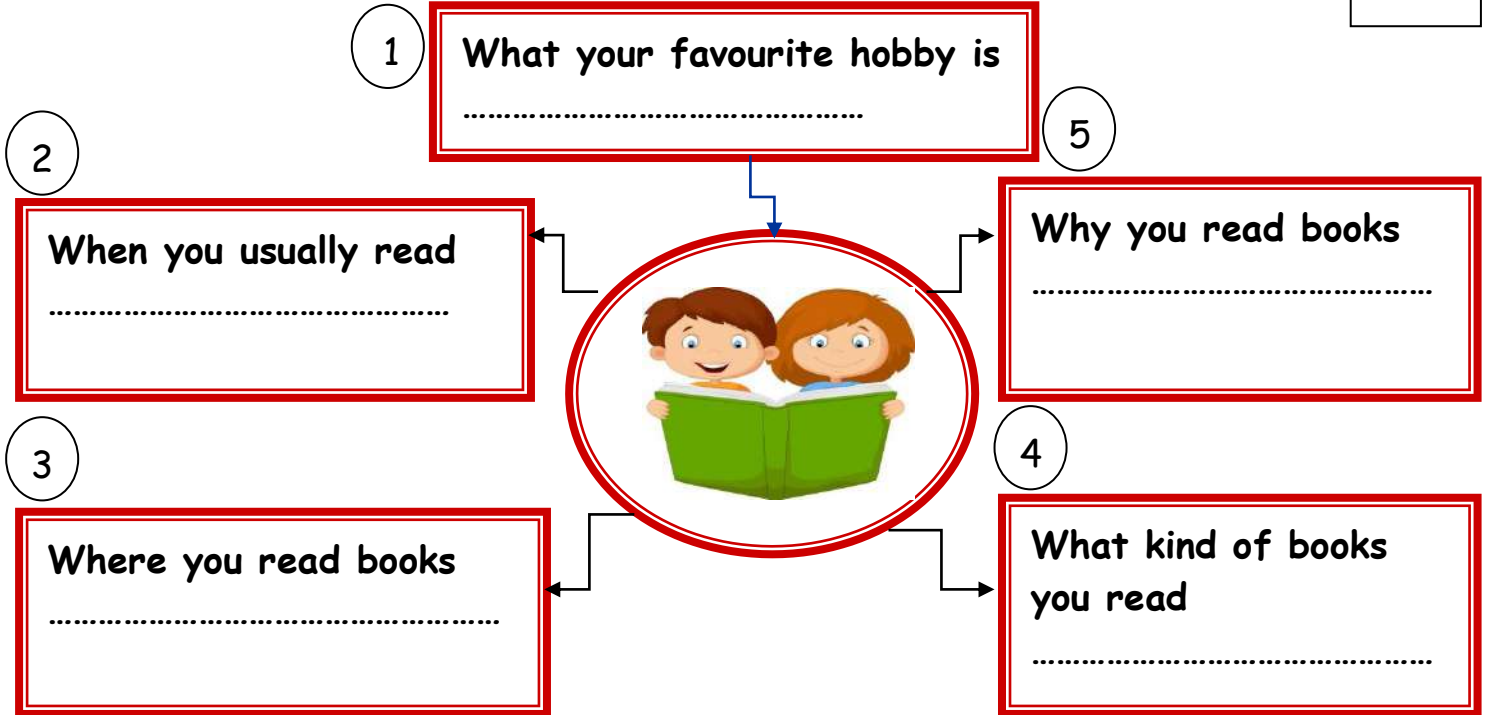 1
What your favourite hobby is
………………………………………
2
When you usually read
………………………………………
3
Where you read books
……………………………………………
4
What kind of books
you read
………………………………………
5
Why you read books
………………………………………